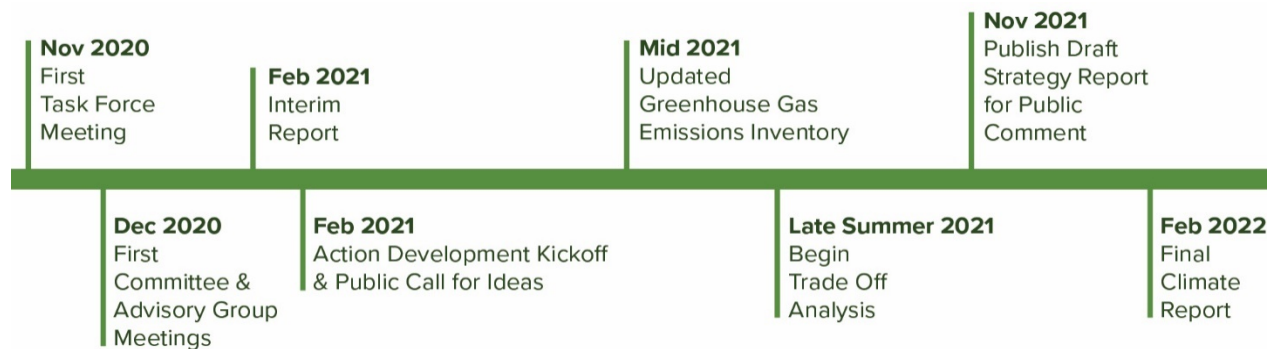 Nov 2020
First
Task Force
Meeting
Dec 2020
First
Committee &
Advisory Group
Meetings
Feb 2021
Interim
Report
Feb 2021
Action Development Kickoff
& Public Call for Ideas
Mid 2021
Updated
Greenhouse Gas
Emissions Inventory
Late Summer 2021
Begin
Trade Off
Analysis
Nov 2021
Publish Draft
Strategy Report
for Public
Comment
Feb 2022
Final
Climate
Report